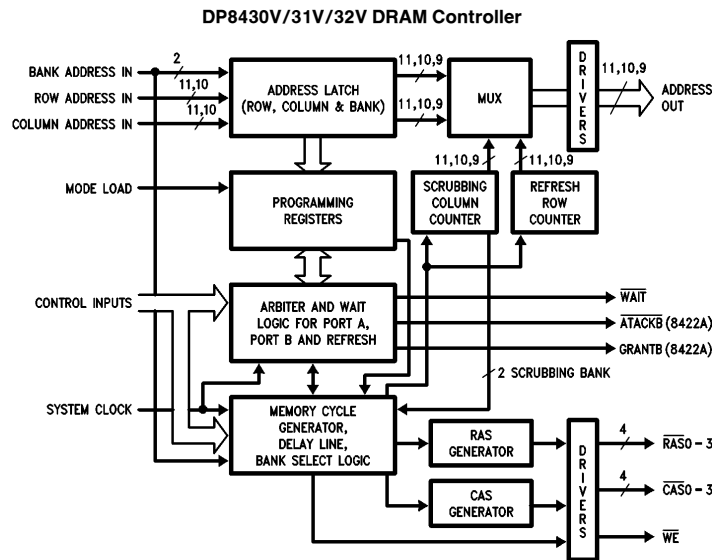 DP8430V/31V/32V DRAM Controller
BANK ADDRESS IN
2
ROW ADDRESS IN
11,10
COLUMN ADDRESS IN
11,10
ADDRESS LATCH
(ROW, COLUMN & BANK)
11,10,9
11,10,9
MUX
DRIVERS
11,10,9
ADDRESS
OUT
11,10,9
11,10,9
MODE LOAD
PROGRAMMING
REGISTERS
SCRUBBING
COLUMN
COUNTER
REFRESH
ROW
COUNTER
CONTROL INPUTS
ARBITER AND WAIT
LOGIC FOR PORT A,
PORT B AND REFRESH
WAIT
ATACKB (8422A)
GRANTB (8422A)
2 SCRUBBING BANK
SYSTEM CLOCK
MEMORY CYCLE
GENERATOR,
DELAY LINE,
BANK SELECT LOGIC
RAS
GENERATOR
CAS
GENERATOR
DRIVERS
4
RAS0-3
4
CAS0-3
WE